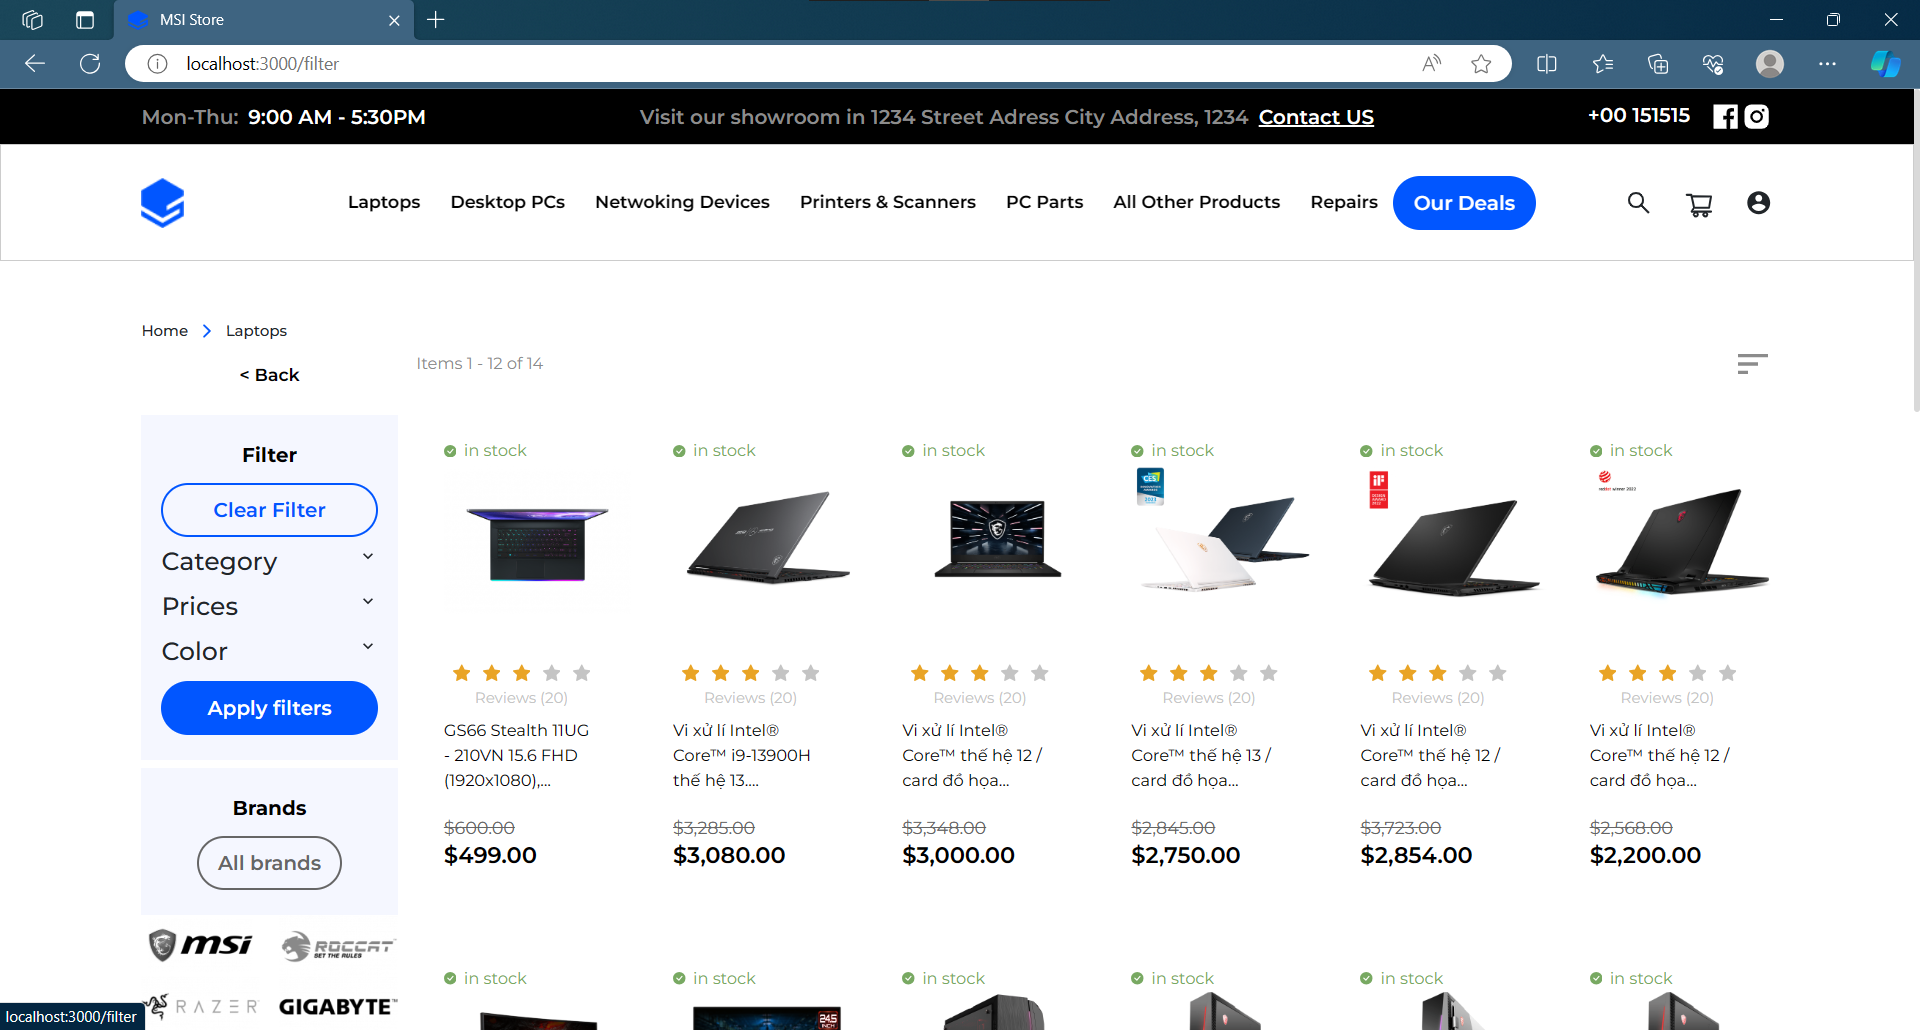 MSI Store
localhost:3000/filter
Mon-Thu: 9:00 AM - 5:30PM
Visit our showroom in 1234 Street Adress City Address, 1234 Contact US
+00 151515
Laptops
Desktop PCs
Netwoking Devices
Printers & Scanners
PC Parts
All Other Products
Repairs
Our Deals
Home
Laptops
< Back
Items 1 - 12 of 14
Filter
Clear Filter
Category
Prices
Color
Apply filters
Brands
All brands
msi
ROCCAT
SET THE RULES
RAZER
GIGABYTE™
in stock
Reviews (20)
GS66 Stealth 11UG
- 210VN 15.6 FHD
(1920x1080),...
$600.00
$499.00
in stock
Reviews (20)
Vi xử lí Intel®
Core™ i9-13900H
thế hệ 13....
$3,285.00
$3,080.00
in stock
Reviews (20)
Vi xử lí Intel®
Core™ thế hệ 12 /
card đồ họa...
$3,348.00
$3,000.00
in stock
CES
2023
Reviews (20)
Vi xử lí Intel®
Core™ thế hệ 13 /
card đồ họa...
$2,845.00
$2,750.00
in stock
iF
Reviews (20)
Vi xử lí Intel®
Core™ thế hệ 12 /
card đồ họa...
$3,723.00
$2,854.00
in stock
reddot winner 2022
Reviews (20)
Vi xử lí Intel®
Core™ thế hệ 12 /
card đồ họa...
$2,568.00
$2,200.00
in stock
in stock
24.5
INCH
in stock
in stock
in stock
in stock
localhost:3000/filter